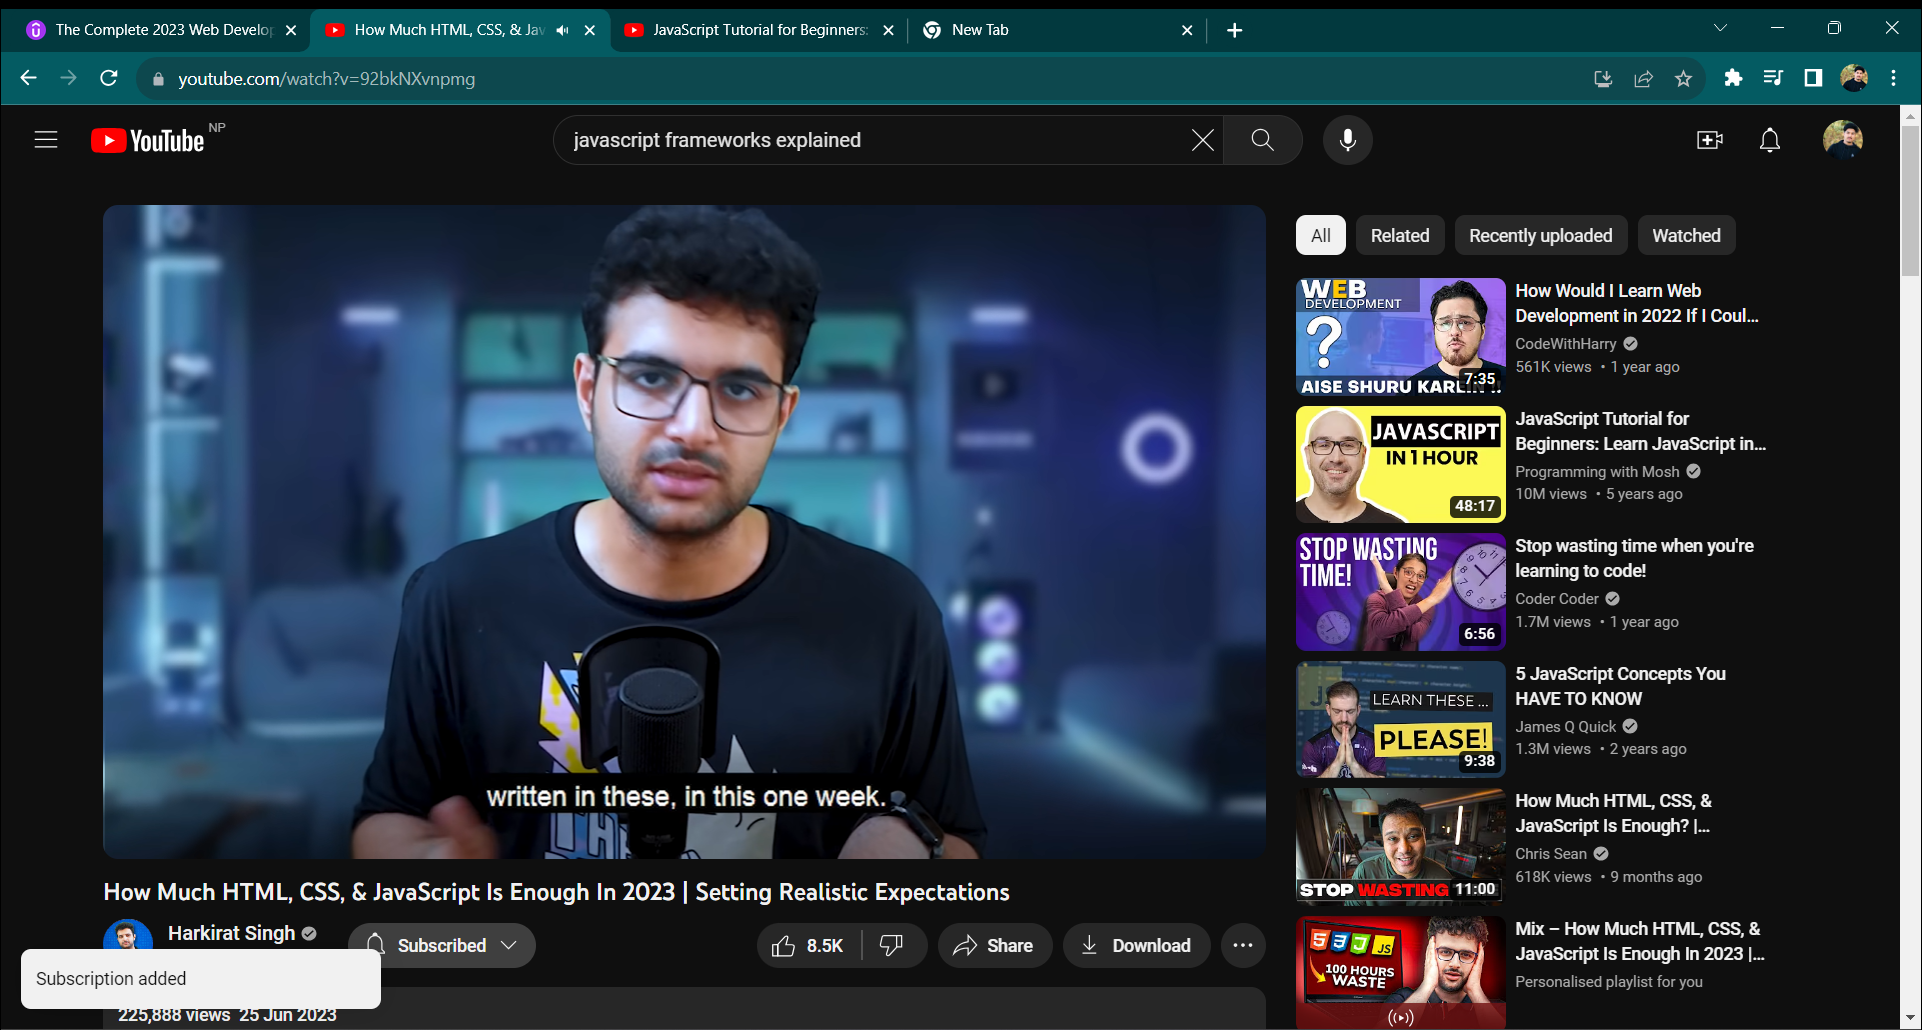 The Complete 2023 Web Develop
How Much HTML, CSS, & Jav
JavaScript Tutorial for Beginners:
New Tab
youtube.com/watch?v=92bkNXvnpmg
YouTube NP
javascript frameworks explained
written in these, in this one week.
How Much HTML, CSS, & JavaScript Is Enough In 2023 | Setting Realistic Expectations
Harkirat Singh
Subscribed
8.5K
Share
Download
Subscription added
225,888 views 25 Jun 2023
All
Related
Recently uploaded
Watched
WEB
DEVELOPMENT
?
AISE SHURU
7:35
How Would I Learn Web
Development in 2022 If I Coul...
CodeWithHarry
561K views • 1 year ago
JAVASCRIPT
IN 1 HOUR
48:17
JavaScript Tutorial for
Beginners: Learn JavaScript in...
Programming with Mosh
10M views • 5 years ago
STOP WASTING
TIME!
6:56
Stop wasting time when you're
learning to code!
Coder Coder
1.7M views • 1 year ago
LEARN THESE ...
PLEASE!
9:38
5 JavaScript Concepts You
HAVE TO KNOW
James Q Quick
1.3M views • 2 years ago
STOP WASTING
11:00
How Much HTML, CSS, &
JavaScript Is Enough? |...
Chris Sean
618K views • 9 months ago
JS
100 HOURS
WASTE
Mix – How Much HTML, CSS, &
JavaScript Is Enough In 2023 |...
Personalised playlist for you